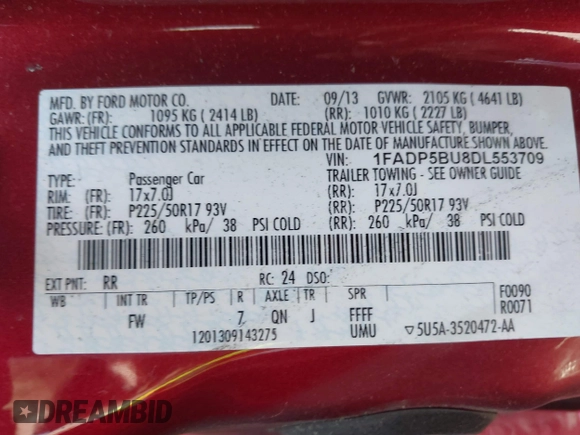 MFD. BY FORD MOTOR CO. DATE: 09/13 GVWR: 2105 KG ( 4641 LB)
GAWR: (FR): 1095 KG ( 2414 LB) (RR): 1010 KG ( 2227 LB)
THIS VEHICLE CONFORMS TO ALL APPLICABLE FEDERAL MOTOR VEHICLE SAFETY, BUMPER,
AND THEFT PREVENTION STANDARDS IN EFFECT ON THE DATE OF MANUFACTURE SHOWN ABOVE.
VIN: 1FADP5BU8DL553709
TYPE: Passenger Car TRAILER TOWING - SEE OWNER GUIDE
RIM: (FR): 17x7.0J (RR): 17x7.0J
TIRE: (FR): P225/50R17 93V (RR): P225/50R17 93V
PRESSURE: (FR): 260 kPa/ 38 PSI COLD (RR): 260 kPa/ 38 PSI COLD
EXT PNT: RR RC: 24 DSO:
WB INT TR TP/PS R AXLE TR SPR F0090
FW 7 QN J FFFF R0071
1201309143275 UMU ▽5U5A-3520472-AA
DREAMBID